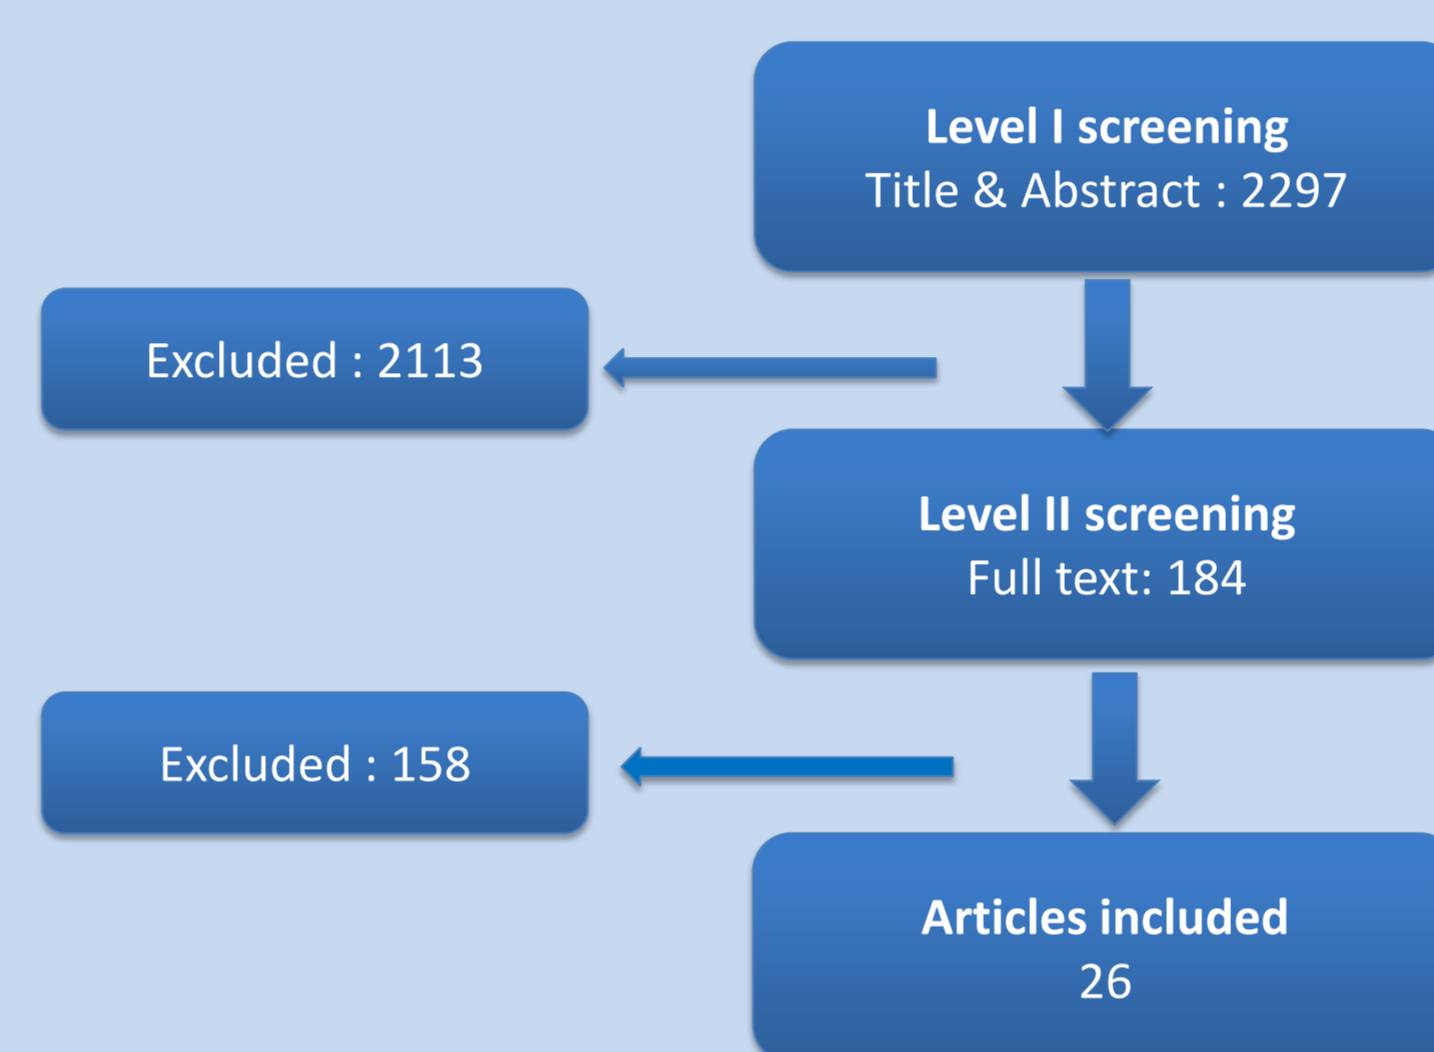 Level I screening
Title & Abstract : 2297
Excluded : 2113
Level II screening
Full text: 184
Excluded : 158
Articles included
26